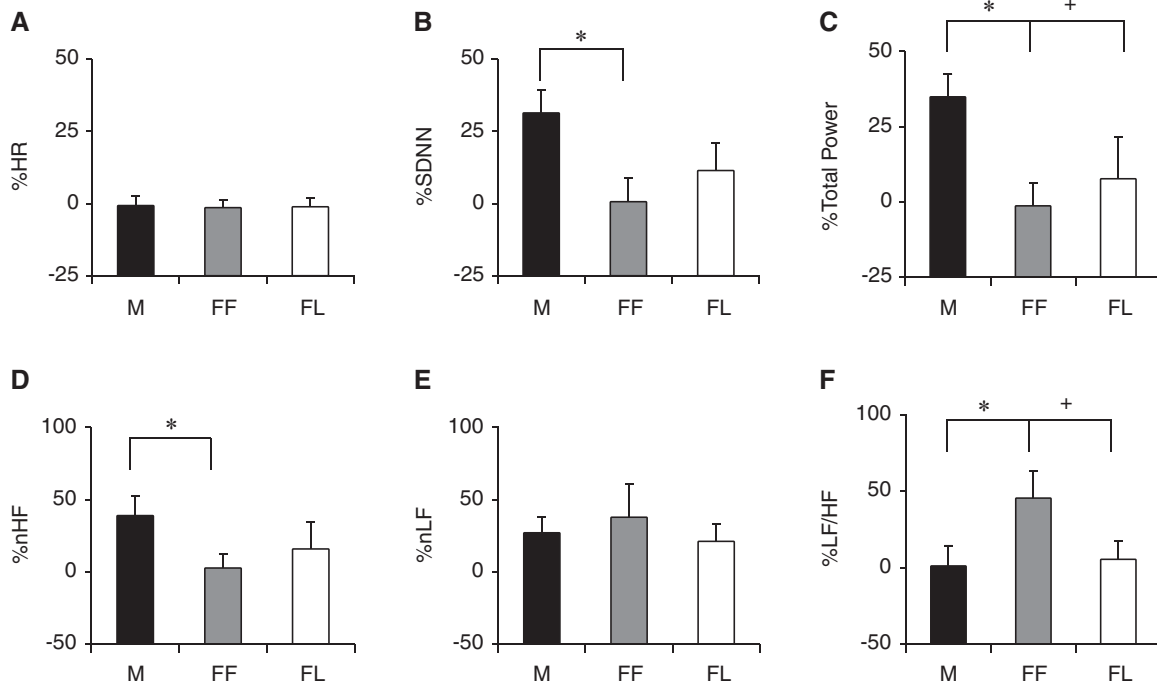 A
50
25
0
-25
%HR
M FF FL
B
*
50
25
0
-25
%SDNN
M FF FL
C
* +
50
25
0
-25
%Total Power
M FF FL
D
*
100
50
0
-50
%nHF
M FF FL
E
100
50
0
-50
%nLF
M FF FL
F
* +
100
50
0
-50
%LF/HF
M FF FL